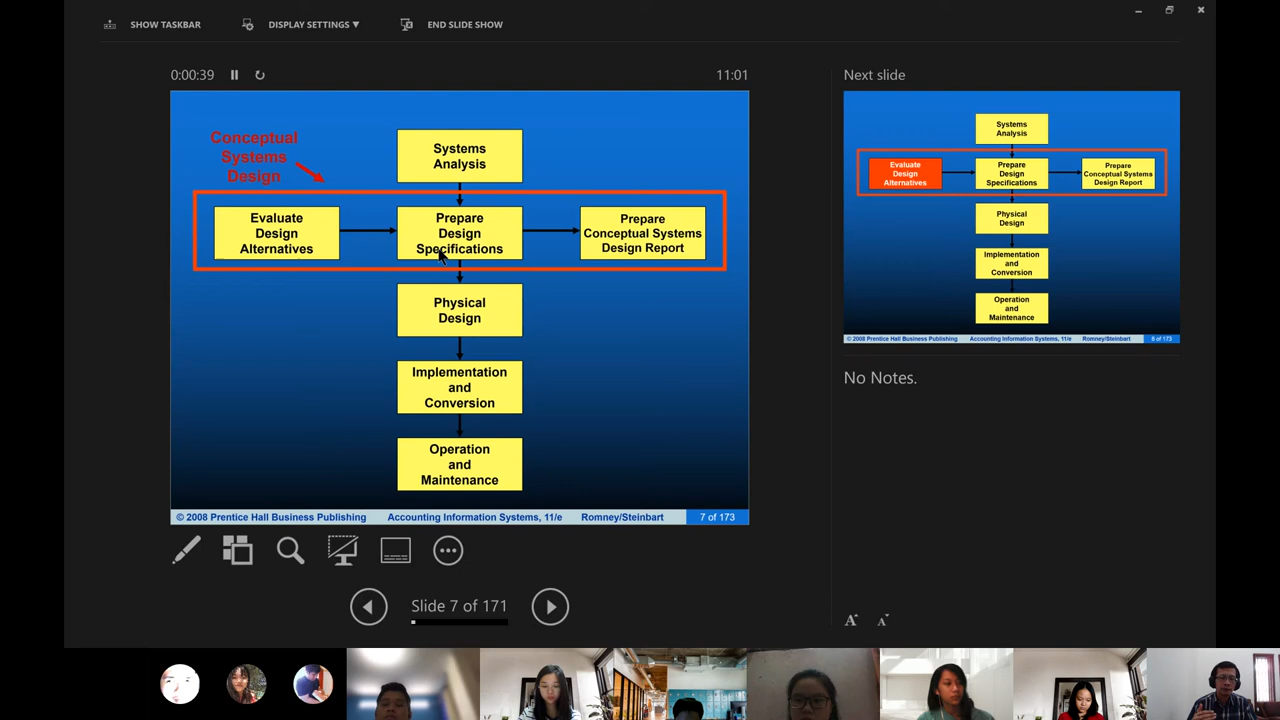 SHOW TASKBAR
DISPLAY SETTINGS ▼
END SLIDE SHOW
0:00:39
11:01
Conceptual
Systems
Design
Systems
Analysis
Evaluate
Design
Alternatives
Prepare
Design
Specifications
Prepare
Conceptual Systems
Design Report
Physical
Design
Implementation
and
Conversion
Operation
and
Maintenance
© 2008 Prentice Hall Business Publishing
Accounting Information Systems, 11/e
Romney/Steinbart
7 of 173
Slide 7 of 171
Next slide
Systems
Analysis
Evaluate
Design
Alternatives
Prepare
Design
Specifications
Prepare
Conceptual Systems
Design Report
Physical
Design
Implementation
and
Conversion
Operation
and
Maintenance
© 2008 Prentice Hall Business Publishing
Accounting Information Systems, 11/e
Romney/Steinbart
8 of 173
No Notes.
A
A